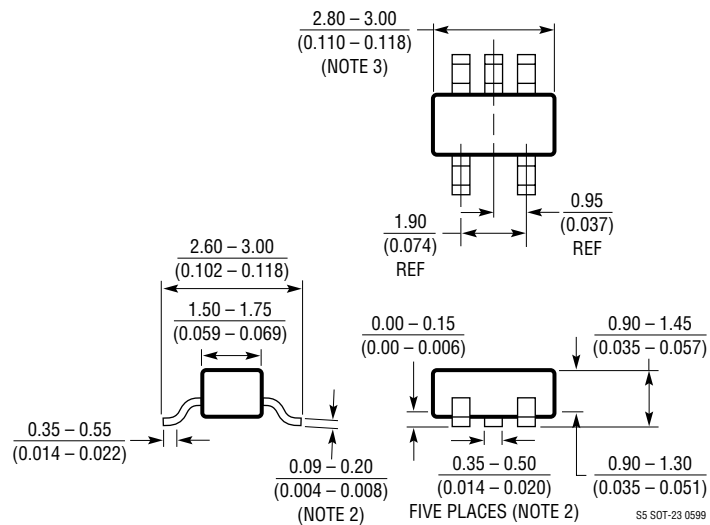 2.80 – 3.00
(0.110 – 0.118)
(NOTE 3)
1.90
(0.074)
REF
0.95
(0.037)
REF
2.60 – 3.00
(0.102 – 0.118)
1.50 – 1.75
(0.059 – 0.069)
0.00 – 0.15
(0.00 – 0.006)
0.90 – 1.45
(0.035 – 0.057)
0.35 – 0.55
(0.014 – 0.022)
0.09 – 0.20
(0.004 – 0.008)
(NOTE 2)
0.35 – 0.50
(0.014 – 0.020)
FIVE PLACES (NOTE 2)
0.90 – 1.30
(0.035 – 0.051)
S5 SOT-23 0599